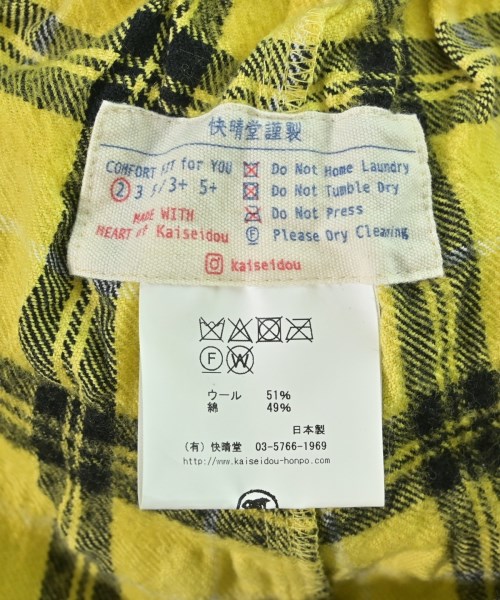 快晴堂謹製
COMFORT FIT for YOU
② 3 3+ 5+
MADE WITH
HEART of Kaiseidou
Do Not Home Laundry
Do Not Tumble Dry
Do Not Press
Ⓕ Please Dry Cleaning
kaiseidou
Ⓕ W
ウール 51%
綿 49%
日本製
(有) 快晴堂 03-5766-1969
http://www.kaiseidou-honpo.com